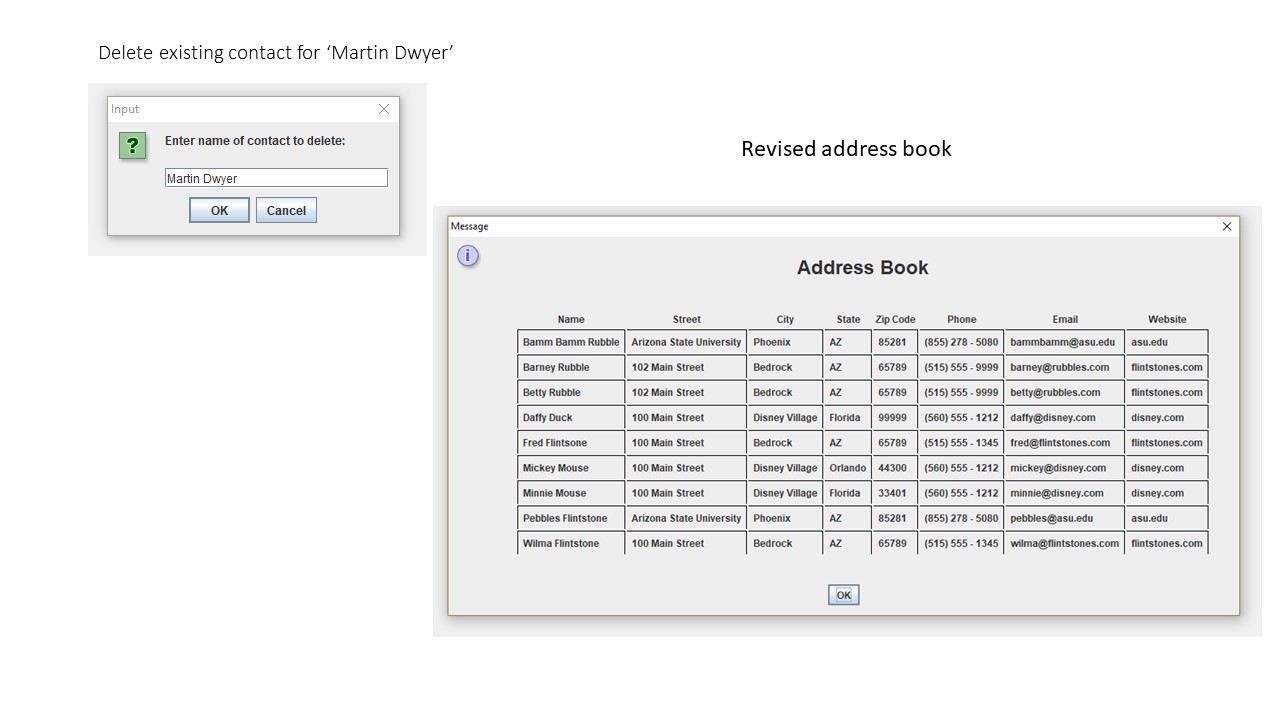 Delete existing contact for ‘Martin Dwyer’
Input
?
Enter name of contact to delete:
Martin Dwyer
OK Cancel
Revised address book
Message
i
Address Book
Name Street City State Zip Code Phone Email Website
Bamm Bamm Rubble Arizona State University Phoenix AZ 85281 (855) 278 - 5080 bammbamm@asu.edu asu.edu
Barney Rubble 102 Main Street Bedrock AZ 65789 (515) 555 - 9999 barney@rubbles.com flintstones.com
Betty Rubble 102 Main Street Bedrock AZ 65789 (515) 555 - 9999 betty@rubbles.com flintstones.com
Daffy Duck 100 Main Street Disney Village Florida 99999 (560) 555 - 1212 daffy@disney.com disney.com
Fred Flintsone 100 Main Street Bedrock AZ 65789 (515) 555 - 1345 fred@flintstones.com flintstones.com
Mickey Mouse 100 Main Street Disney Village Orlando 44300 (560) 555 - 1212 mickey@disney.com disney.com
Minnie Mouse 100 Main Street Disney Village Florida 33401 (560) 555 - 1212 minnie@disney.com disney.com
Pebbles Flintstone Arizona State University Phoenix AZ 85281 (855) 278 - 5080 pebbles@asu.edu asu.edu
Wilma Flintstone 100 Main Street Bedrock AZ 65789 (515) 555 - 1345 wilma@flintstones.com flintstones.com
OK